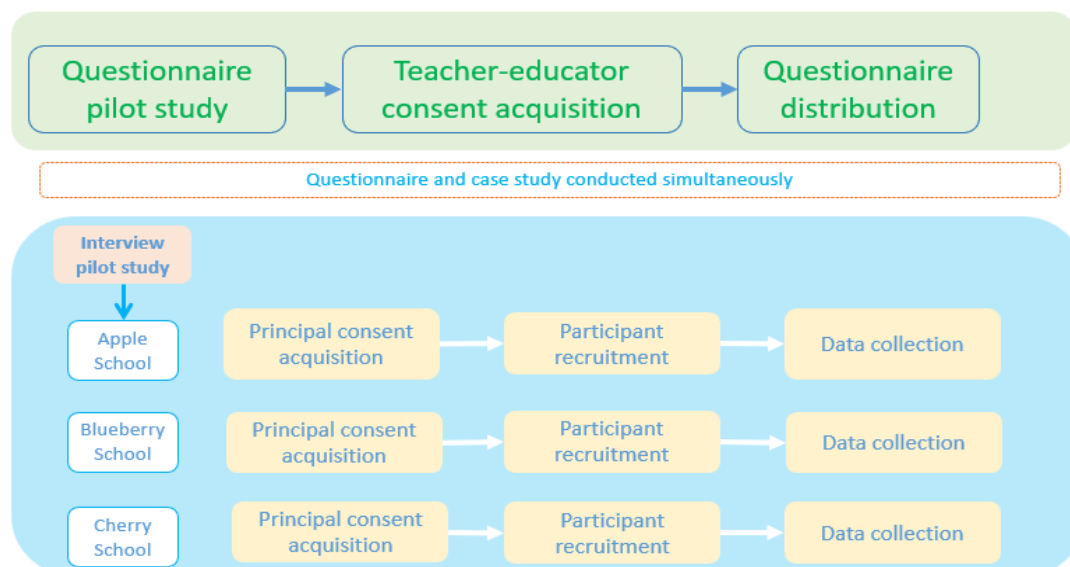 Questionnaire
pilot study
Teacher-educator
consent acquisition
Questionnaire
distribution
Questionnaire and case study conducted simultaneously
Interview
pilot study
Apple
School
Principal consent
acquisition
Participant
recruitment
Data collection
Blueberry
School
Principal consent
acquisition
Participant
recruitment
Data collection
Cherry
School
Principal consent
acquisition
Participant
recruitment
Data collection